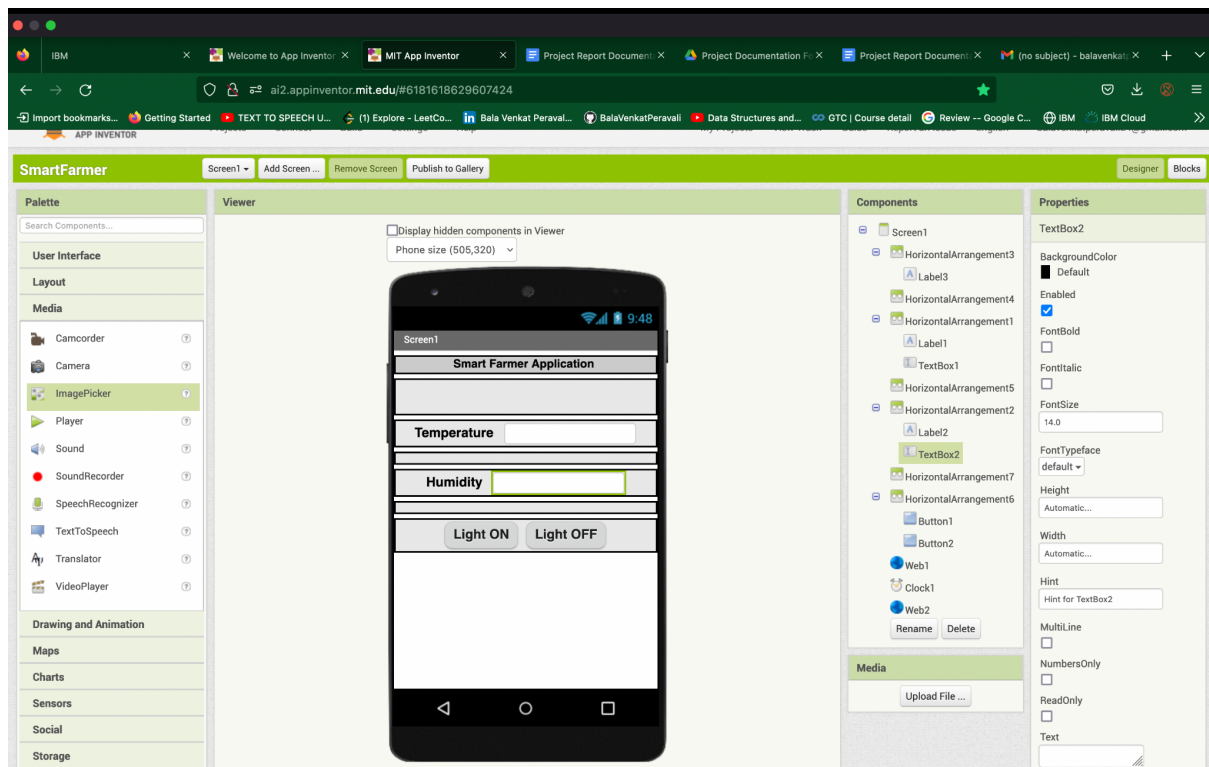 IBM
Welcome to App Inventor
MIT App Inventor
Project Report Documenta
Project Documentation Fo
Project Report Documenta
(no subject) - balavenkatp
ai2.appinventor.mit.edu/#6181618629607424
Import bookmarks...
Getting Started
TEXT TO SPEECH U...
(1) Explore - LeetCo...
Bala Venkat Peraval...
BalaVenkatPeravali
Data Structures and...
GTC | Course detail
Review -- Google C...
IBM
IBM Cloud
APP INVENTOR
SmartFarmer
Screen1
Add Screen ...
Remove Screen
Publish to Gallery
Designer
Blocks
Palette
Search Components...
User Interface
Layout
Media
Camcorder
Camera
ImagePicker
Player
Sound
SoundRecorder
SpeechRecognizer
TextToSpeech
Translator
VideoPlayer
Drawing and Animation
Maps
Charts
Sensors
Social
Storage
Viewer
Display hidden components in Viewer
Phone size (505,320)
9:48
Screen1
Smart Farmer Application
Temperature
Humidity
Light ON
Light OFF
Components
Screen1
HorizontalArrangement3
Label3
HorizontalArrangement4
HorizontalArrangement1
Label1
TextBox1
HorizontalArrangement5
HorizontalArrangement2
Label2
TextBox2
HorizontalArrangement7
HorizontalArrangement6
Button1
Button2
Web1
Clock1
Web2
Rename
Delete
Media
Upload File ...
Properties
TextBox2
BackgroundColor
Default
Enabled
FontBold
FontItalic
FontSize
14.0
FontTypeface
default
Height
Automatic...
Width
Automatic...
Hint
Hint for TextBox2
MultiLine
NumbersOnly
ReadOnly
Text